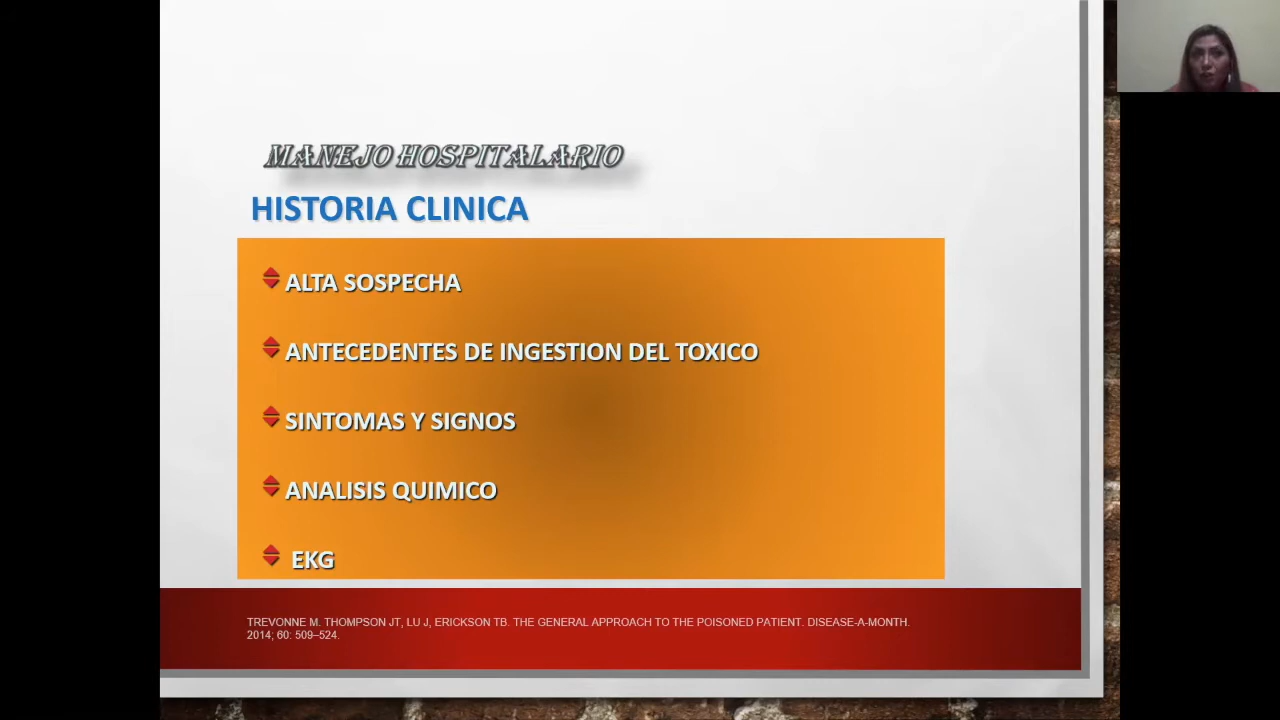 MANEJO HOSPITALARIO
HISTORIA CLINICA
ALTA SOSPECHA
ANTECEDENTES DE INGESTION DEL TOXICO
SINTOMAS Y SIGNOS
ANALISIS QUIMICO
EKG
TREVONNE M. THOMPSON JT, LU J, ERICKSON TB. THE GENERAL APPROACH TO THE POISONED PATIENT. DISEASE-A-MONTH.
2014; 60: 509–524.